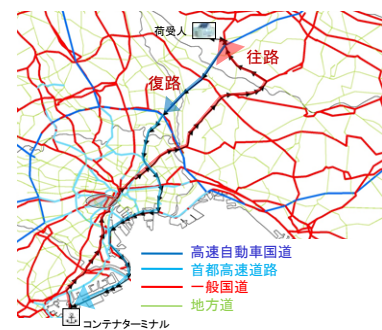 荷受人
往路
復路
高速自動車国道
首都高速道路
一般国道
地方道
コンテナターミナル